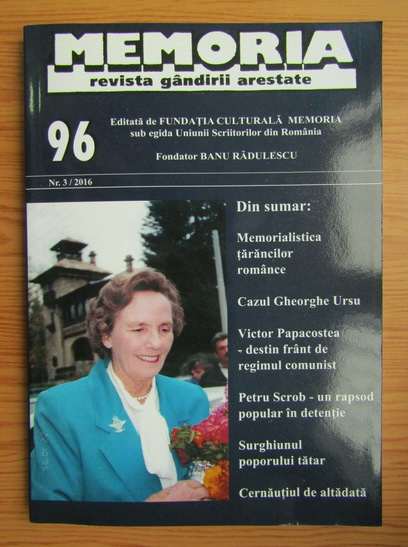 MEMORIA
revista gândirii arestate
96
Editată de FUNDAȚIA CULTURALĂ MEMORIA
sub egida Uniunii Scriitorilor din România
Fondator BANU RĂDULESCU
Nr. 3 / 2016
Din sumar:
Memorialistica
țărăncilor
românce
Cazul Gheorghe Ursu
Victor Papacostea
- destin frânt de
regimul comunist
Petru Scrob - un rapsod
popular în detenție
Surghiunul
poporului tătar
Cernăuțiul de altădată